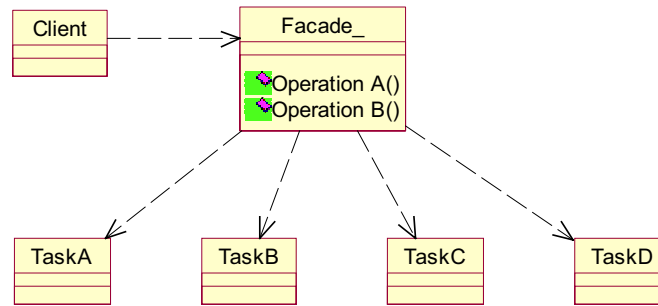 Client
Facade_
Operation A()
Operation B()
TaskA
TaskB
TaskC
TaskD